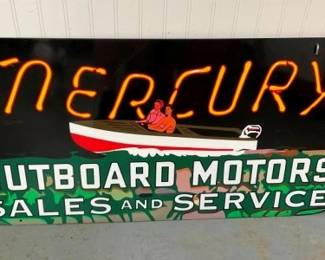 MERCURY
OUTBOARD MOTORS
SALES AND SERVICE